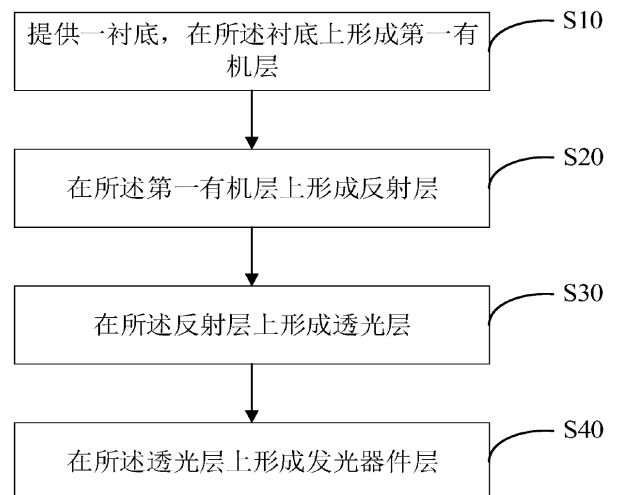 提供一衬底，在所述衬底上形成第一有
机层
S10
在所述第一有机层上形成反射层
S20
在所述反射层上形成透光层
S30
在所述透光层上形成发光器件层
S40